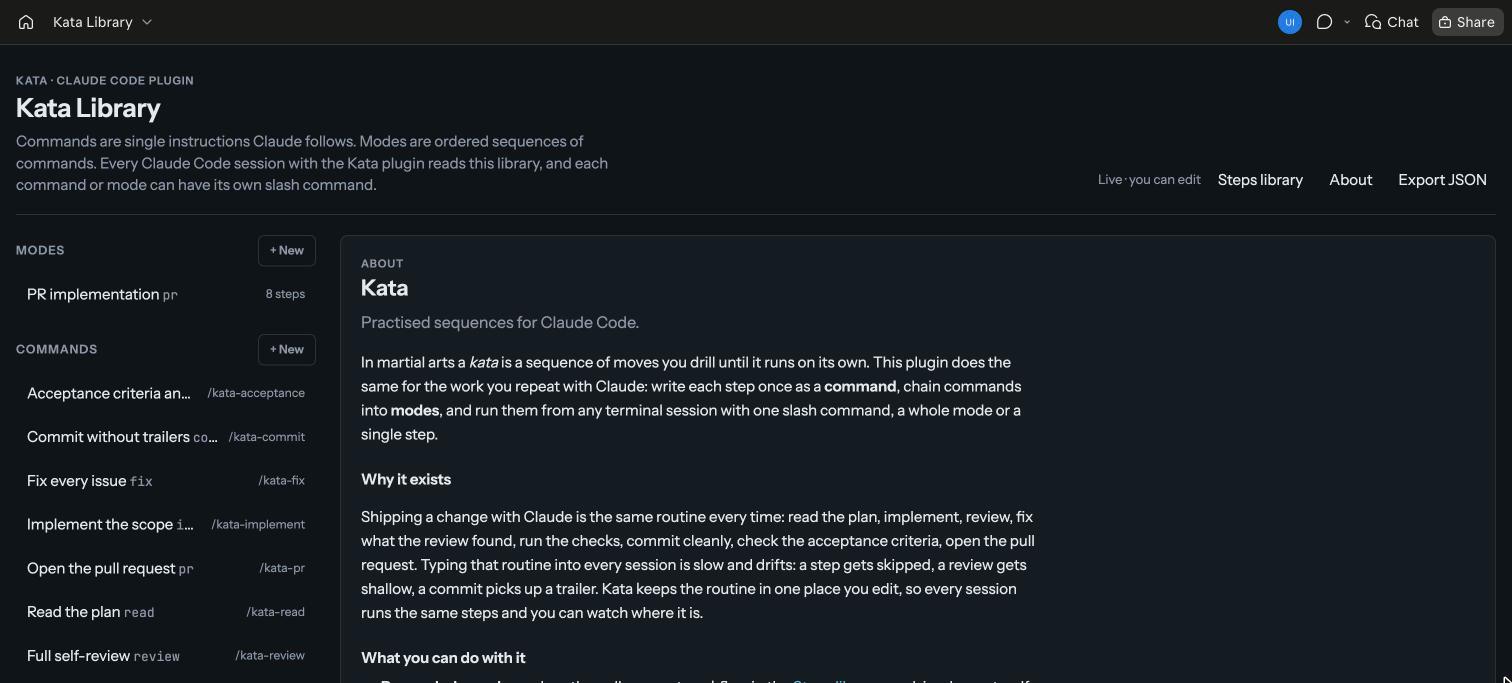 Kata Library
UI
Chat
Share
KATA · CLAUDE CODE PLUGIN
Kata Library
Commands are single instructions Claude follows. Modes are ordered sequences of
commands. Every Claude Code session with the Kata plugin reads this library, and each
command or mode can have its own slash command.
Live · you can edit
Steps library
About
Export JSON
MODES
+ New
PR implementation pr
8 steps
COMMANDS
+ New
Acceptance criteria an... /kata-acceptance
Commit without trailers co... /kata-commit
Fix every issue fix /kata-fix
Implement the scope i... /kata-implement
Open the pull request pr /kata-pr
Read the plan read /kata-read
Full self-review review /kata-review
ABOUT
Kata
Practised sequences for Claude Code.
In martial arts a kata is a sequence of moves you drill until it runs on its own. This plugin does the
same for the work you repeat with Claude: write each step once as a command, chain commands
into modes, and run them from any terminal session with one slash command, a whole mode or a
single step.
Why it exists
Shipping a change with Claude is the same routine every time: read the plan, implement, review, fix
what the review found, run the checks, commit cleanly, check the acceptance criteria, open the pull
request. Typing that routine into every session is slow and drifts: a step gets skipped, a review gets
shallow, a commit picks up a trailer. Kata keeps the routine in one place you edit, so every session
runs the same steps and you can watch where it is.
What you can do with it